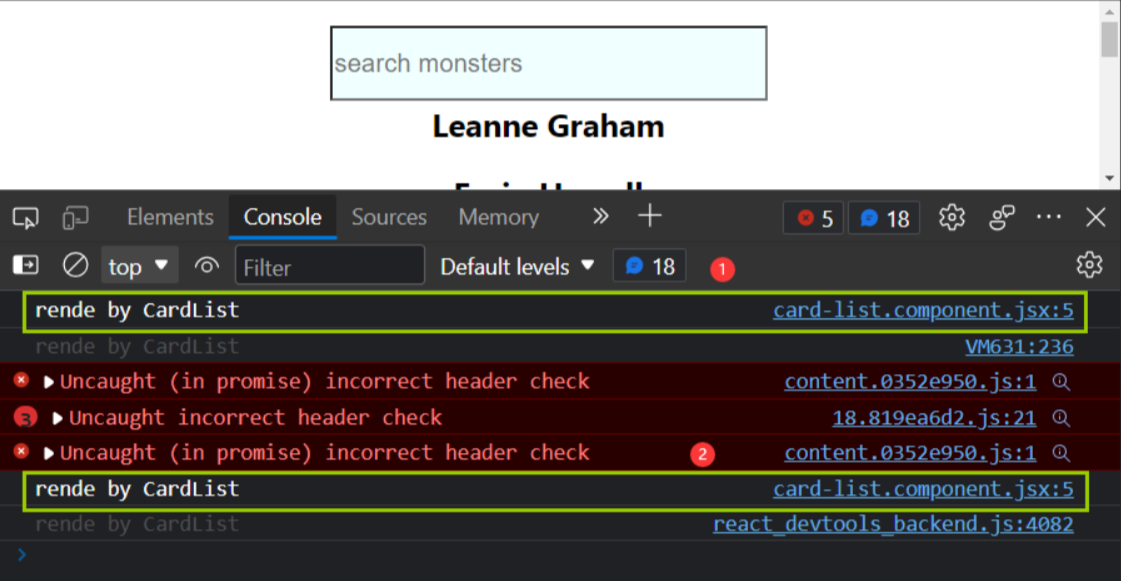 search monsters
Leanne Graham
Elements Console Sources Memory 5 18
top Filter Default levels 18 1
rende by CardList card-list.component.jsx:5
rende by CardList VM631:236
Uncaught (in promise) incorrect header check content.0352e950.js:1
3 Uncaught incorrect header check 18.819ea6d2.js:21
Uncaught (in promise) incorrect header check 2 content.0352e950.js:1
rende by CardList card-list.component.jsx:5
rende by CardList react_devtools_backend.js:4082